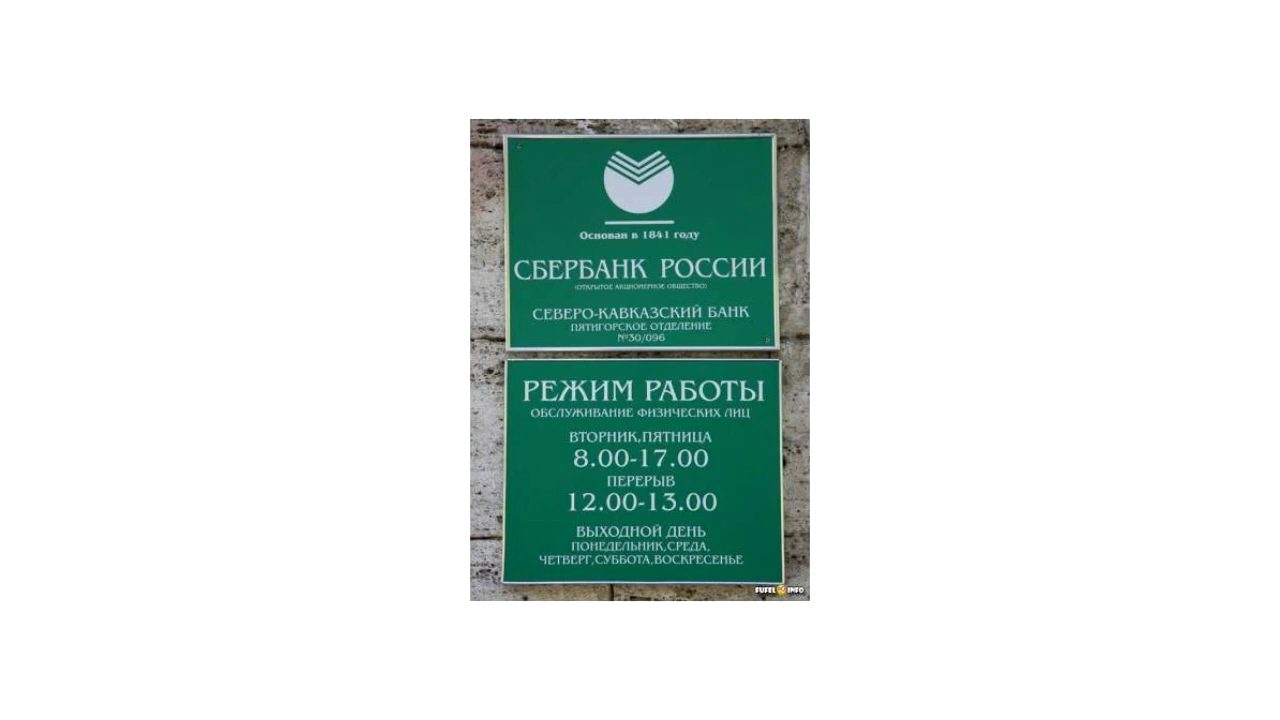 Основан в 1841 году
СБЕРБАНК РОССИИ
(ОТКРЫТОЕ АКЦИОНЕРНОЕ ОБЩЕСТВО)
СЕВЕРО-КАВКАЗСКИЙ БАНК
ПЯТИГОРСКОЕ ОТДЕЛЕНИЕ
№30/096
РЕЖИМ РАБОТЫ
ОБСЛУЖИВАНИЕ ФИЗИЧЕСКИХ ЛИЦ
ВТОРНИК,ПЯТНИЦА
8.00-17.00
ПЕРЕРЫВ
12.00-13.00
ВЫХОДНОЙ ДЕНЬ
ПОНЕДЕЛЬНИК,СРЕДА,
ЧЕТВЕРГ,СУББОТА,ВОСКРЕСЕНЬЕ
FUFEL INFO